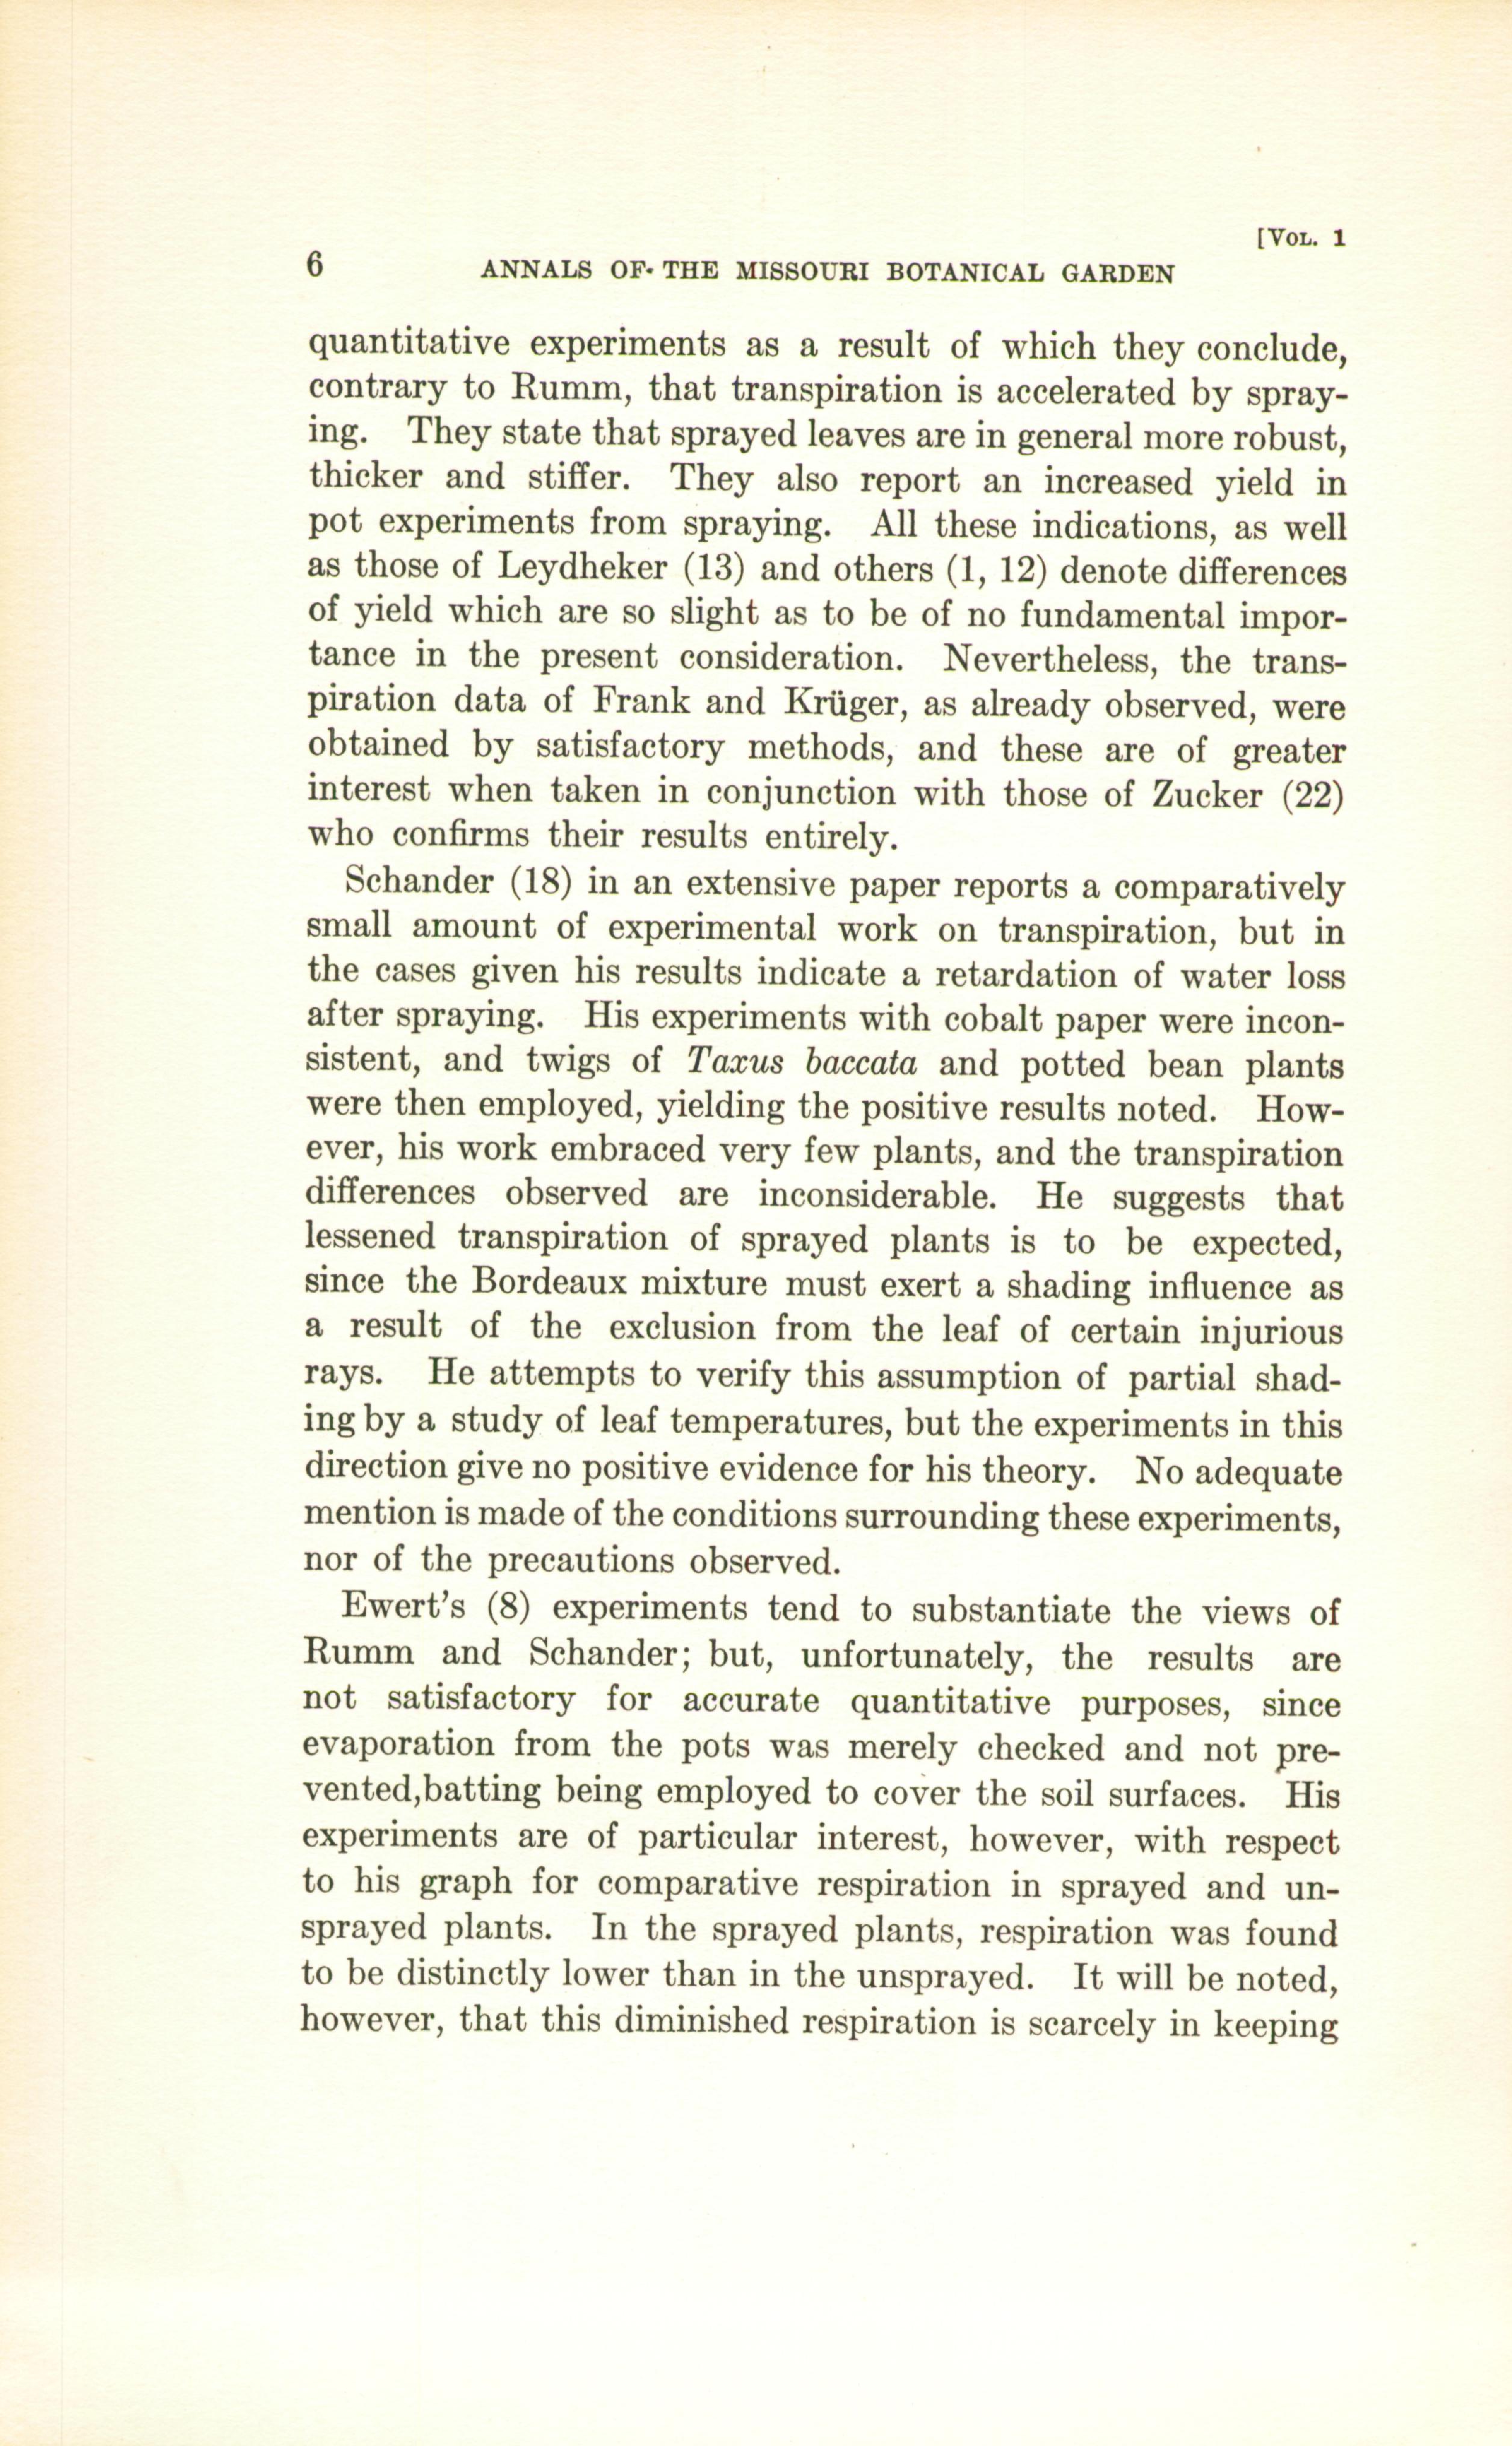 [VOL. 1
6 ANNALS OF THE MISSOURI BOTANICAL GARDEN
quantitative experiments as a result of which they conclude,
contrary to Rumm, that transpiration is accelerated by spray-
ing. They state that sprayed leaves are in general more robust,
thicker and stiffer. They also report an increased yield in
pot experiments from spraying. All these indications, as well
as those of Leydheker (13) and others (1, 12) denote differences
of yield which are so slight as to be of no fundamental impor-
tance in the present consideration. Nevertheless, the trans-
piration data of Frank and Krüger, as already observed, were
obtained by satisfactory methods, and these are of greater
interest when taken in conjunction with those of Zucker (22)
who confirms their results entirely.
Schander (18) in an extensive paper reports a comparatively
small amount of experimental work on transpiration, but in
the cases given his results indicate a retardation of water loss
after spraying. His experiments with cobalt paper were incon-
sistent, and twigs of Taxus baccata and potted bean plants
were then employed, yielding the positive results noted. How-
ever, his work embraced very few plants, and the transpiration
differences observed are inconsiderable. He suggests that
lessened transpiration of sprayed plants is to be expected,
since the Bordeaux mixture must exert a shading influence as
a result of the exclusion from the leaf of certain injurious
rays. He attempts to verify this assumption of partial shad-
ing by a study of leaf temperatures, but the experiments in this
direction give no positive evidence for his theory. No adequate
mention is made of the conditions surrounding these experiments,
nor of the precautions observed.
Ewert's (8) experiments tend to substantiate the views of
Rumm and Schander; but, unfortunately, the results are
not satisfactory for accurate quantitative purposes, since
evaporation from the pots was merely checked and not pre-
vented,batting being employed to cover the soil surfaces. His
experiments are of particular interest, however, with respect
to his graph for comparative respiration in sprayed and un-
sprayed plants. In the sprayed plants, respiration was found
to be distinctly lower than in the unsprayed. It will be noted,
however, that this diminished respiration is scarcely in keeping